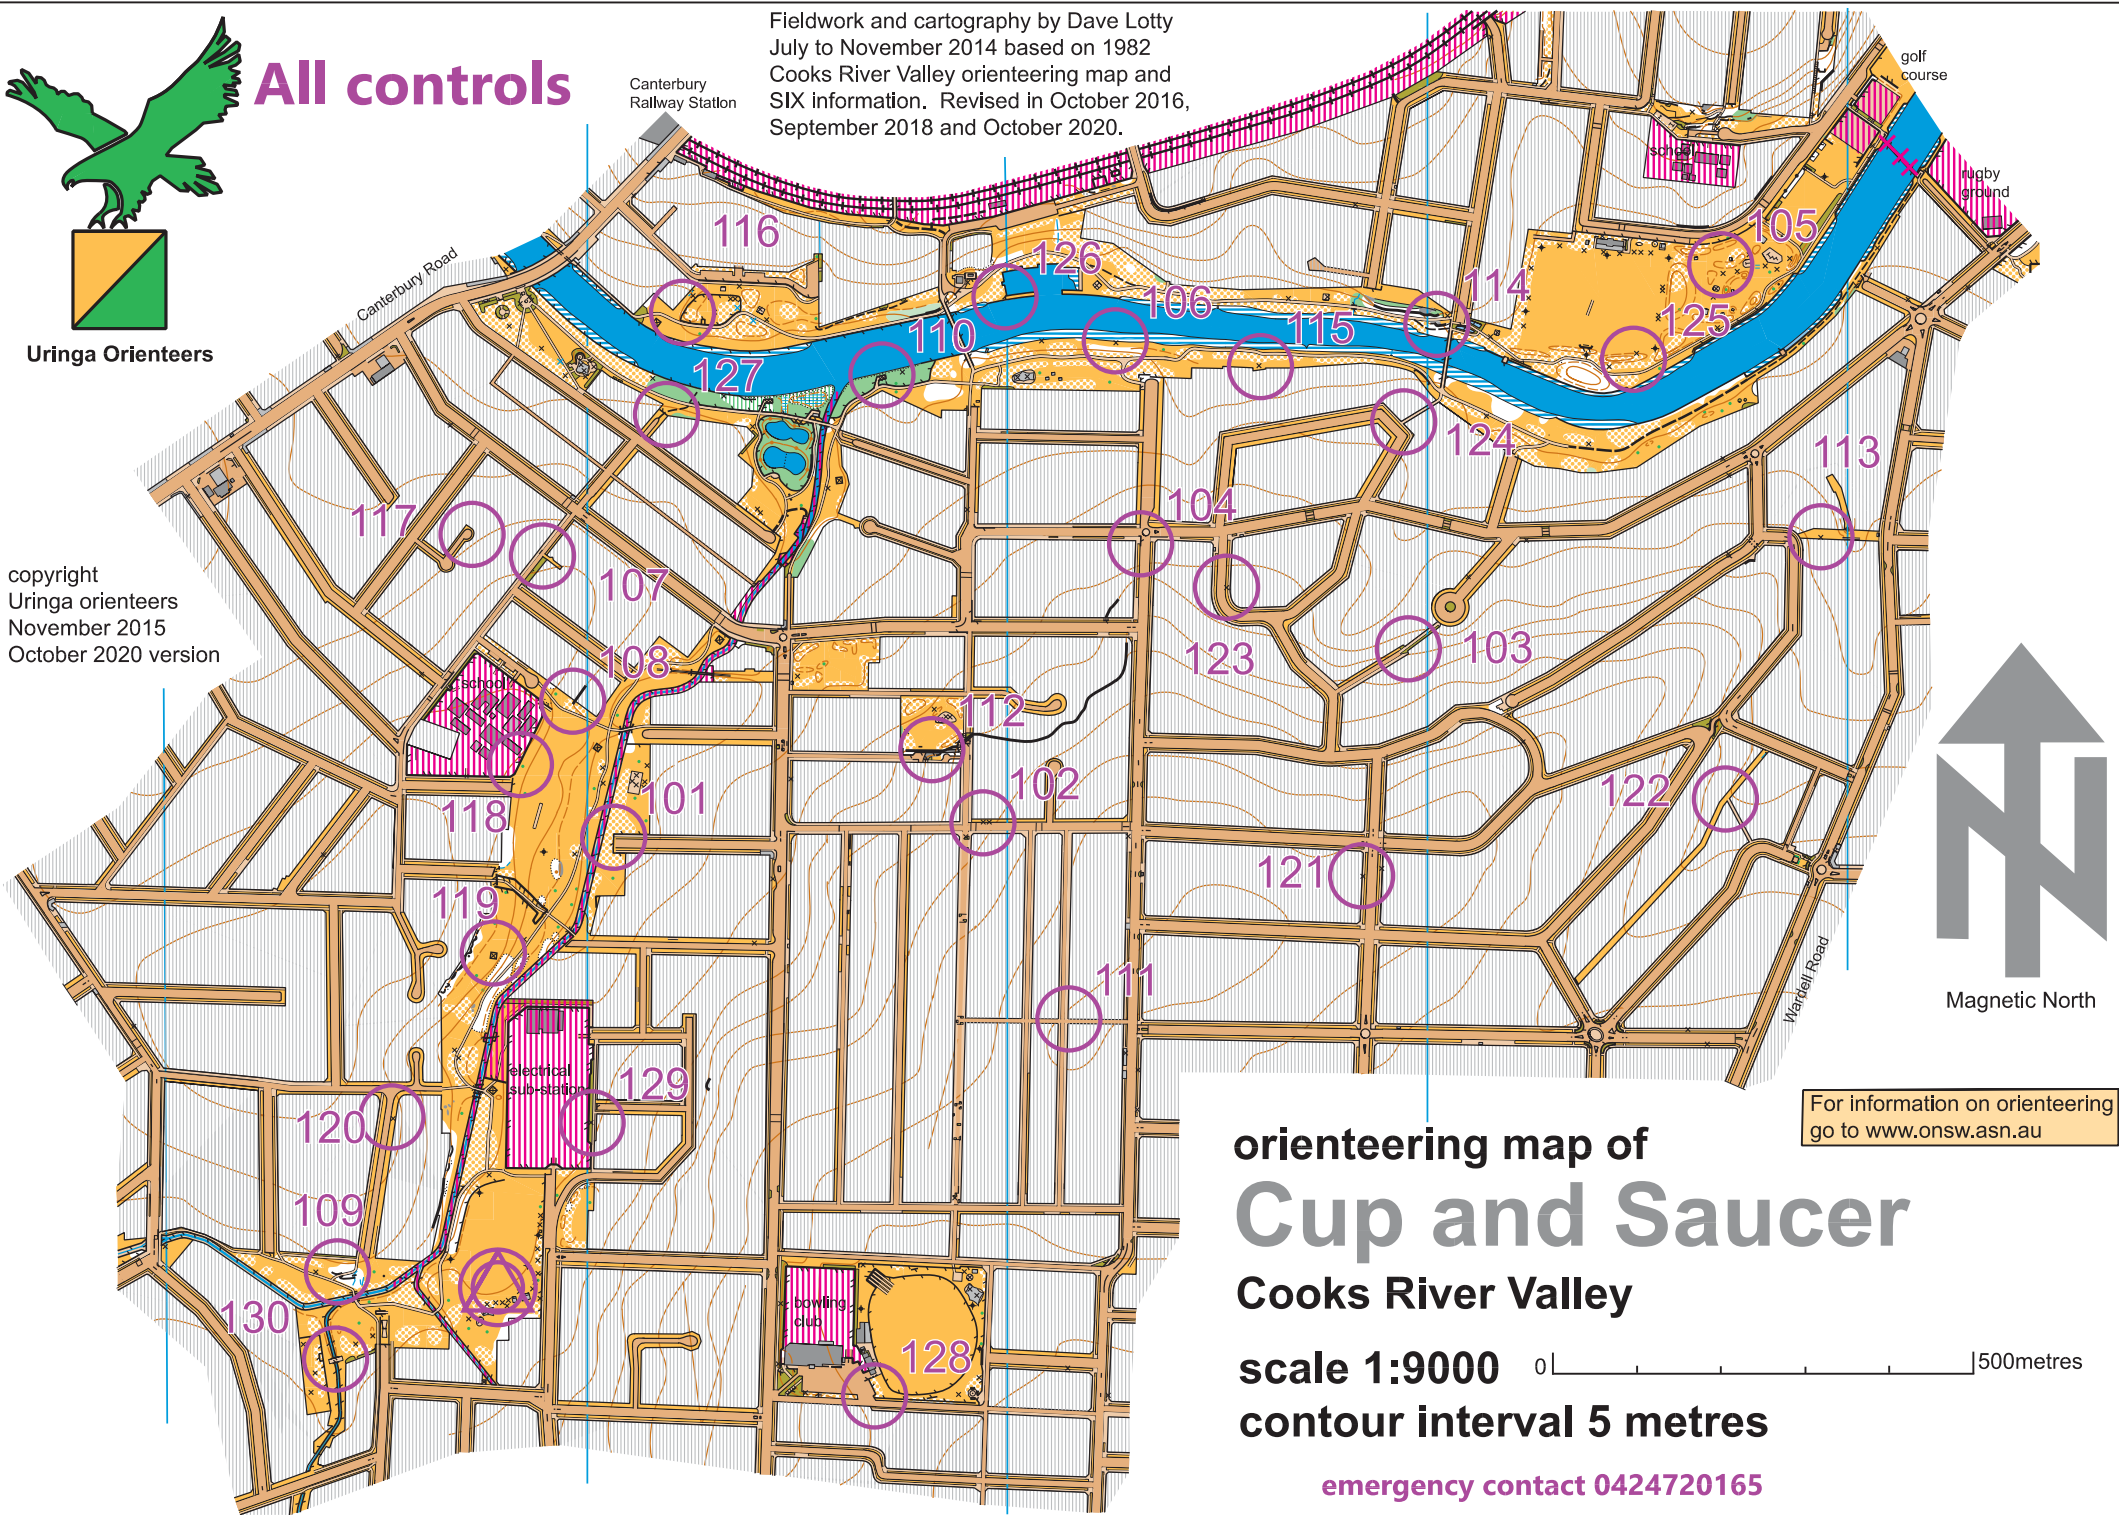 All controls
Uringa Orienteers
Fieldwork and cartography by Dave Lotty
July to November 2014 based on 1982
Cooks River Valley orienteering map and
SIX information.  Revised in October 2016,
September 2018 and October 2020.
Canterbury
Railway Station
golf
course
school
rugby
ground
Canterbury Road
116
126
105
106
114
110
115
125
127
124
113
117
104
copyright
Uringa orienteers
November 2015
October 2020 version
107
123
103
108
school
112
102
122
101
118
121
119
111
Wardell Road
Magnetic North
electrical
sub-station
129
120
For information on orienteering
go to www.onsw.asn.au
orienteering map of
Cup and Saucer
Cooks River Valley
109
130
bowling
club
128
scale 1:9000
0
500metres
contour interval 5 metres
emergency contact 0424720165